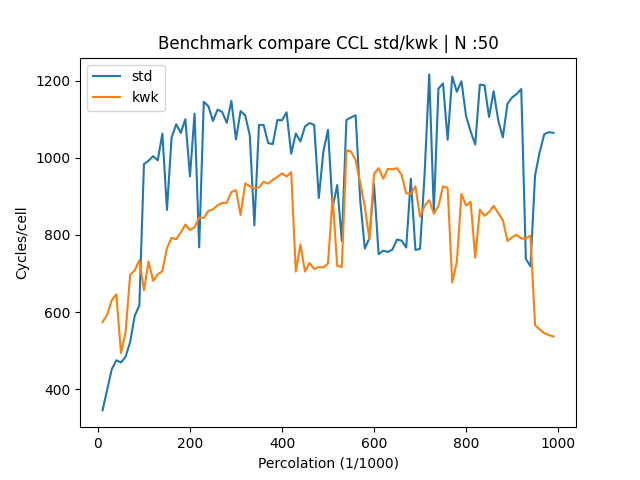 Benchmark compare CCL std/kwk | N :50
std
kwk
1200
1000
800
600
400
Cycles/cell
0 200 400 600 800 1000
Percolation (1/1000)